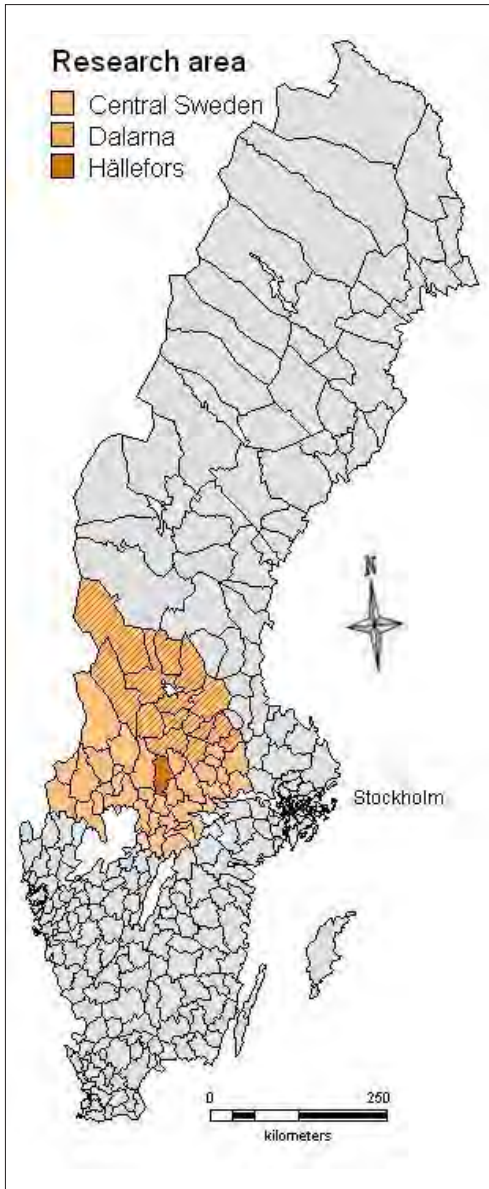 Research area
Central Sweden
Dalarna
Hällefors
N
Stockholm
0 250
kilometers